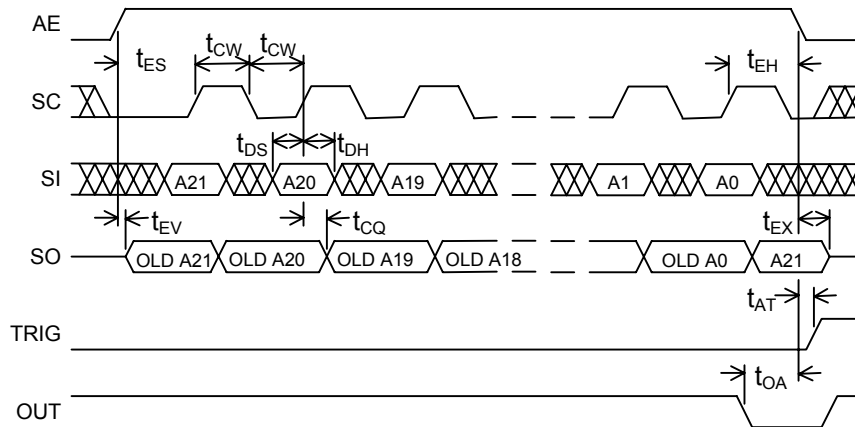 AE
tES
tCW
tCW
tEH
SC
tDS
tDH
SI
A21
A20
A19
A1
A0
tEV
tCQ
tEX
SO
OLD A21
OLD A20
OLD A19
OLD A18
OLD A0
A21
tAT
TRIG
tOA
OUT